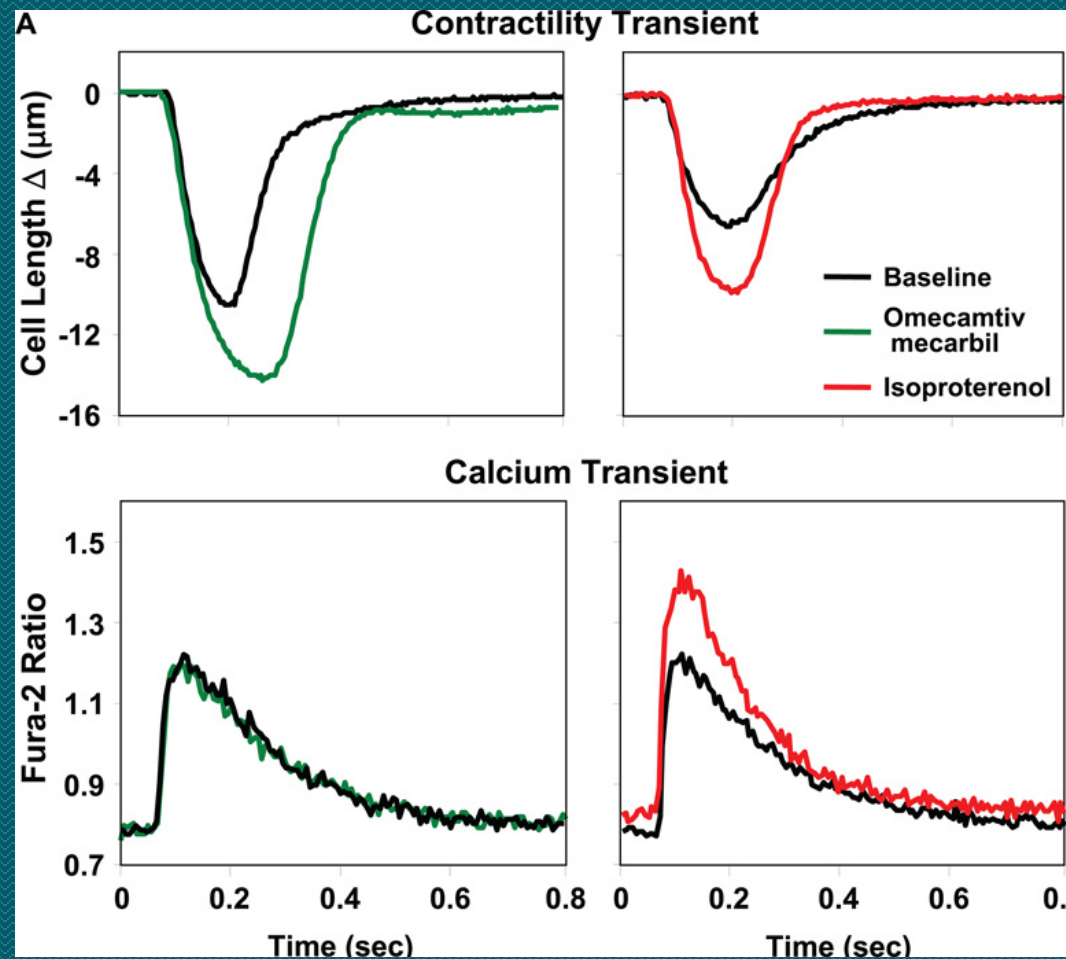 A
Contractility Transient
Cell Length Δ (μm)
0
-4
-8
-12
-16
Baseline
Omecamtiv
mecarbil
Isoproterenol
Calcium Transient
Fura-2 Ratio
1.5
1.3
1.1
0.9
0.7
0 0.2 0.4 0.6 0.8
0 0.2 0.4 0.6 0.
Time (sec)
Time (sec)